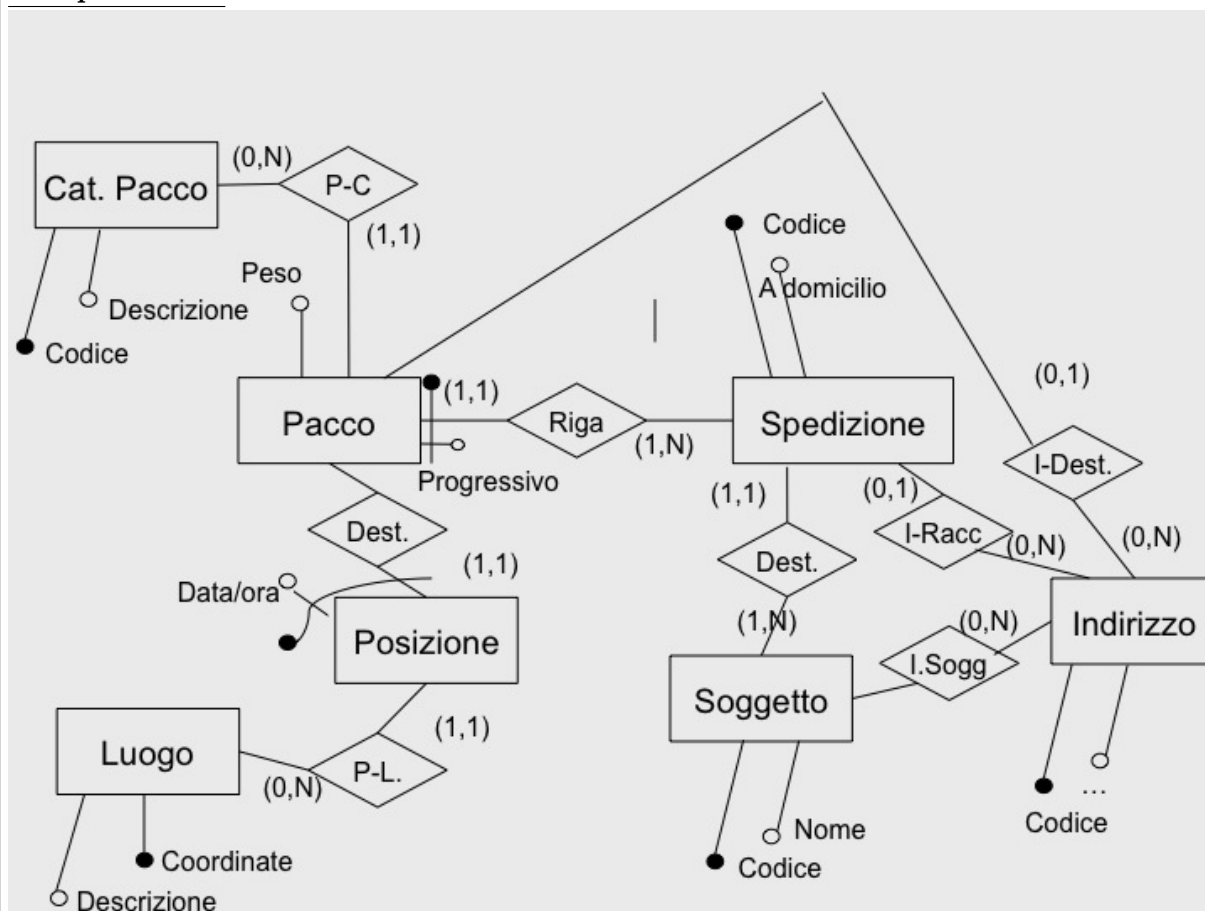 (0,N)
P-C
Cat. Pacco
(1,1)
Codice
Peso
A domicilio
Descrizione
Codice
(0,1)
(1,1)
Pacco
Riga
Spedizione
(1,N)
I-Dest.
Progressivo
(1,1)
(0,1)
Dest.
I-Racc
(0,N)
(0,N)
Dest.
(1,1)
Data/ora
Posizione
(1,N)
(0,N)
Indirizzo
I.Sogg
Soggetto
(1,1)
Luogo
P-L.
(0,N)
...
Codice
Nome
Coordinate
Codice
Descrizione